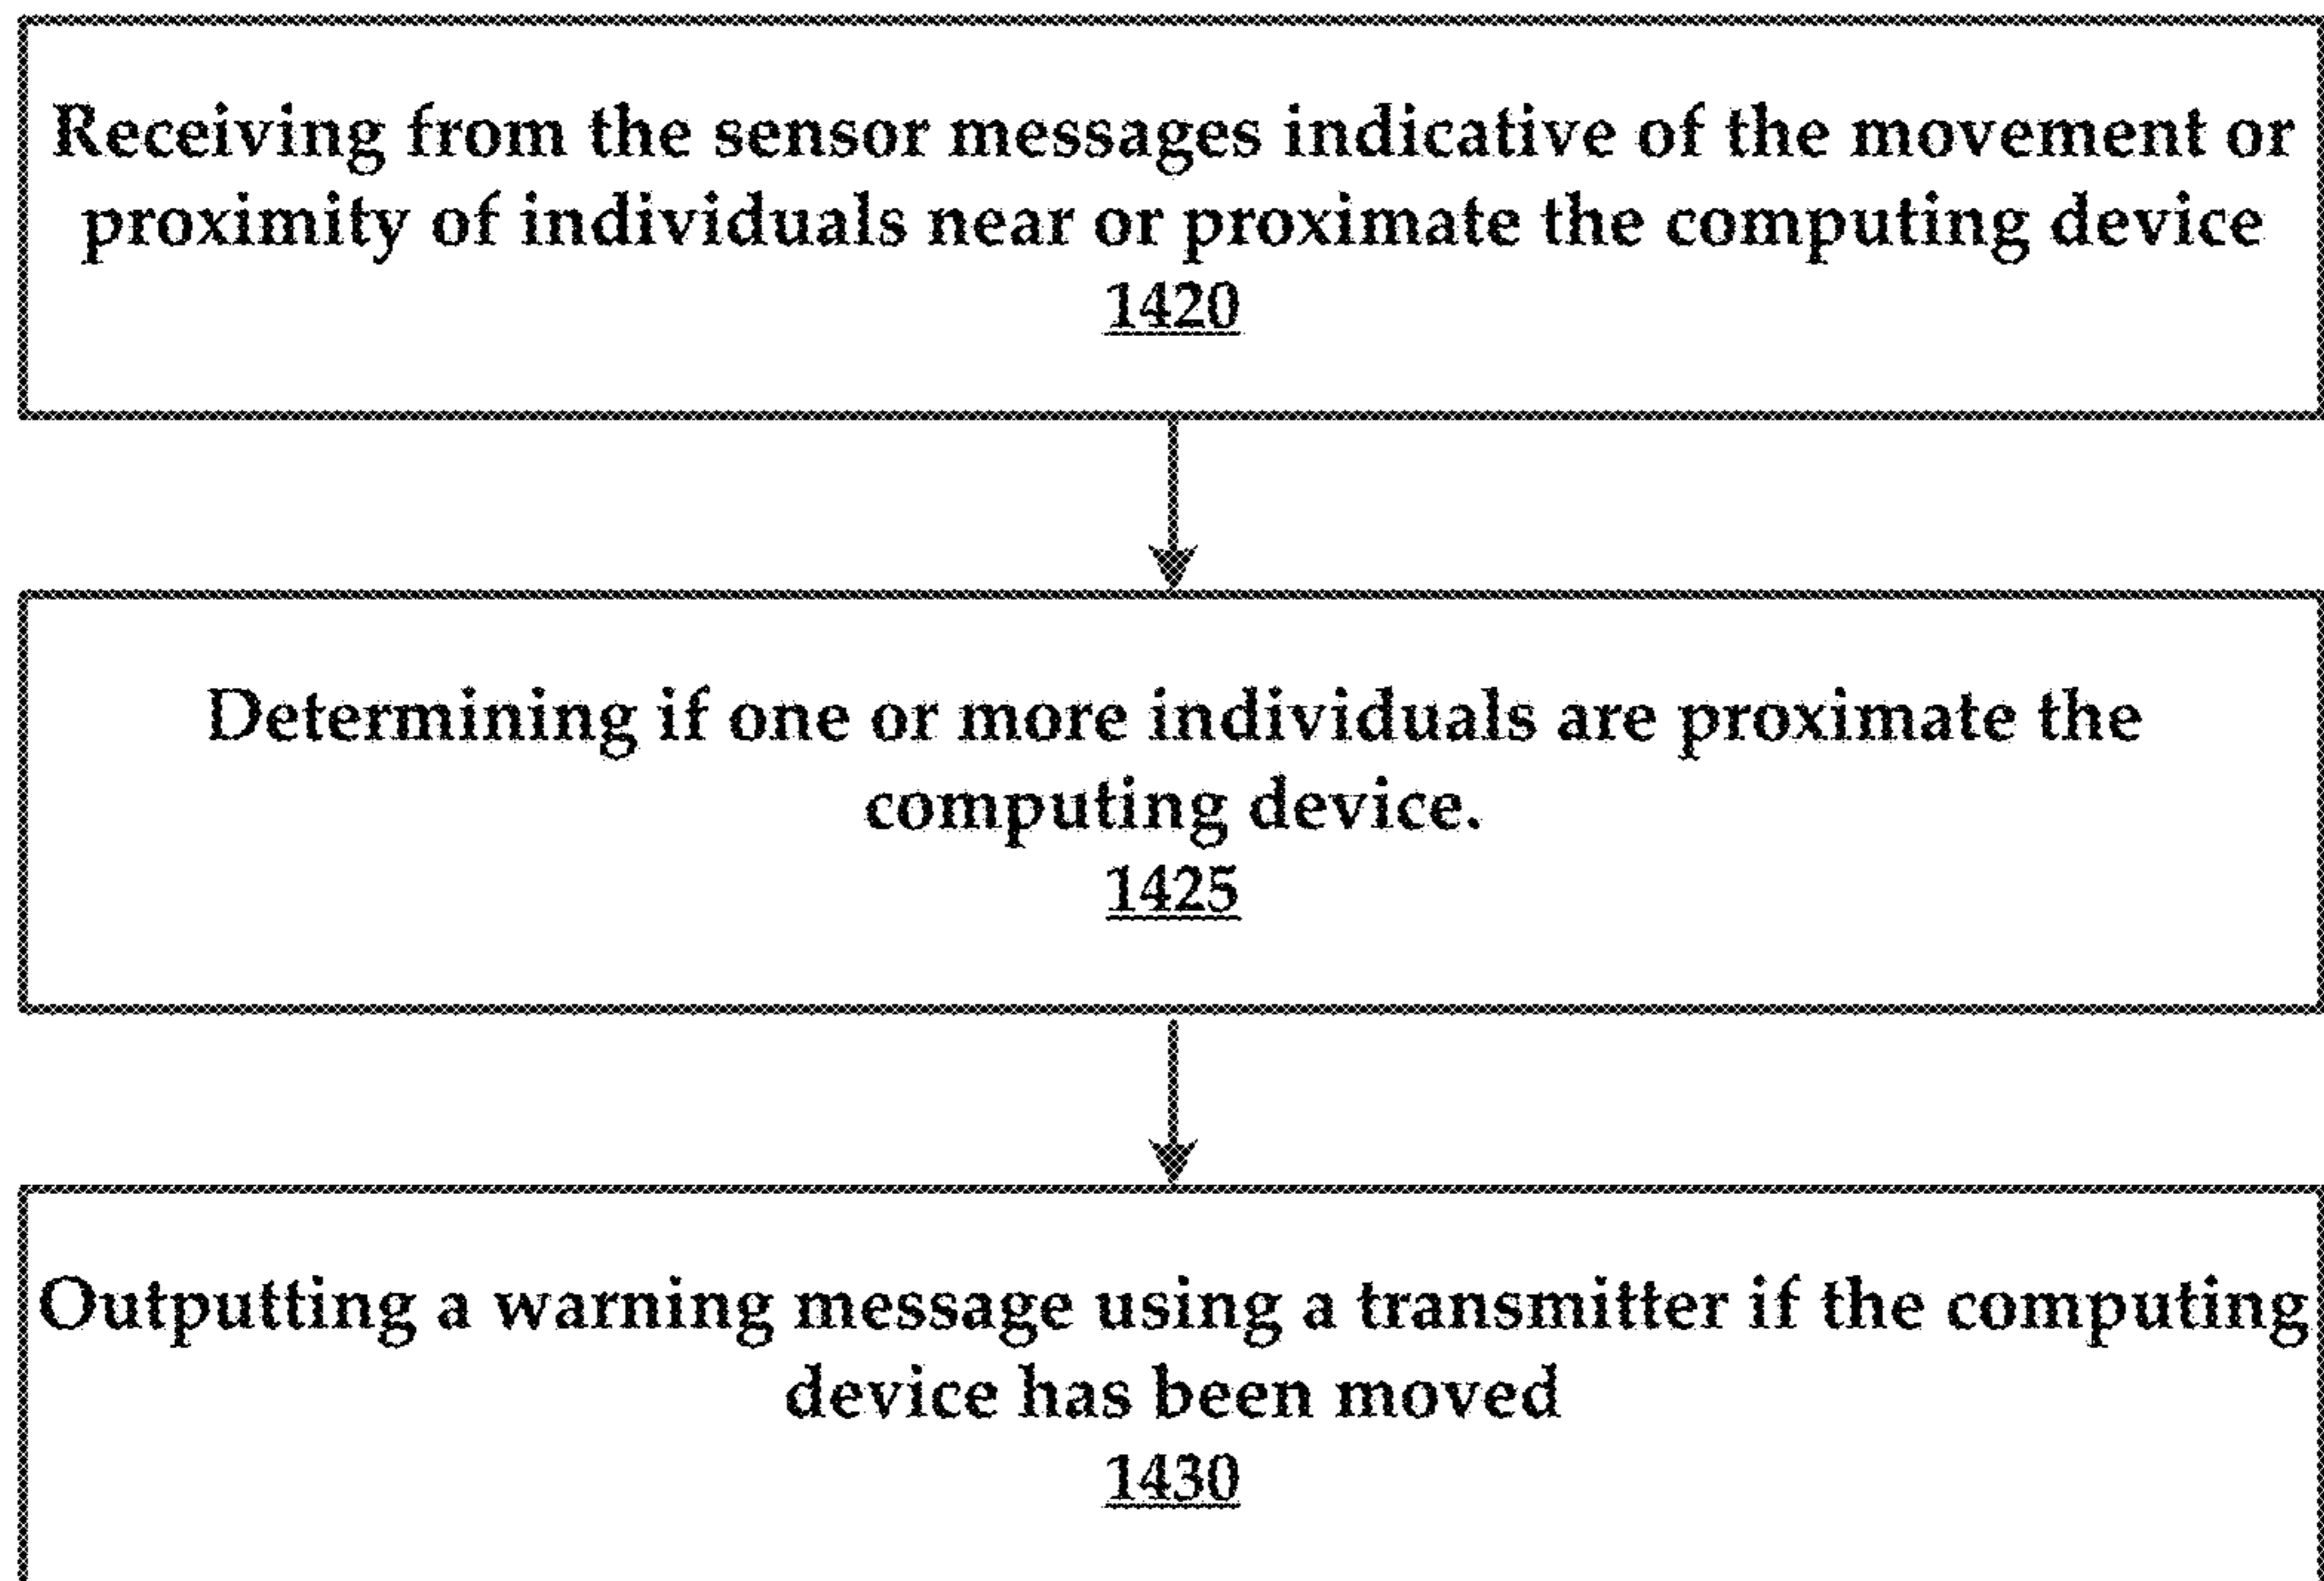 Receiving from the sensor messages indicative of the movement or
proximity of individuals near or proximate the computing device
1420
Determining if one or more individuals are proximate the
computing device.
1425
Outputting a warning message using a transmitter if the computing
device has been moved
1430